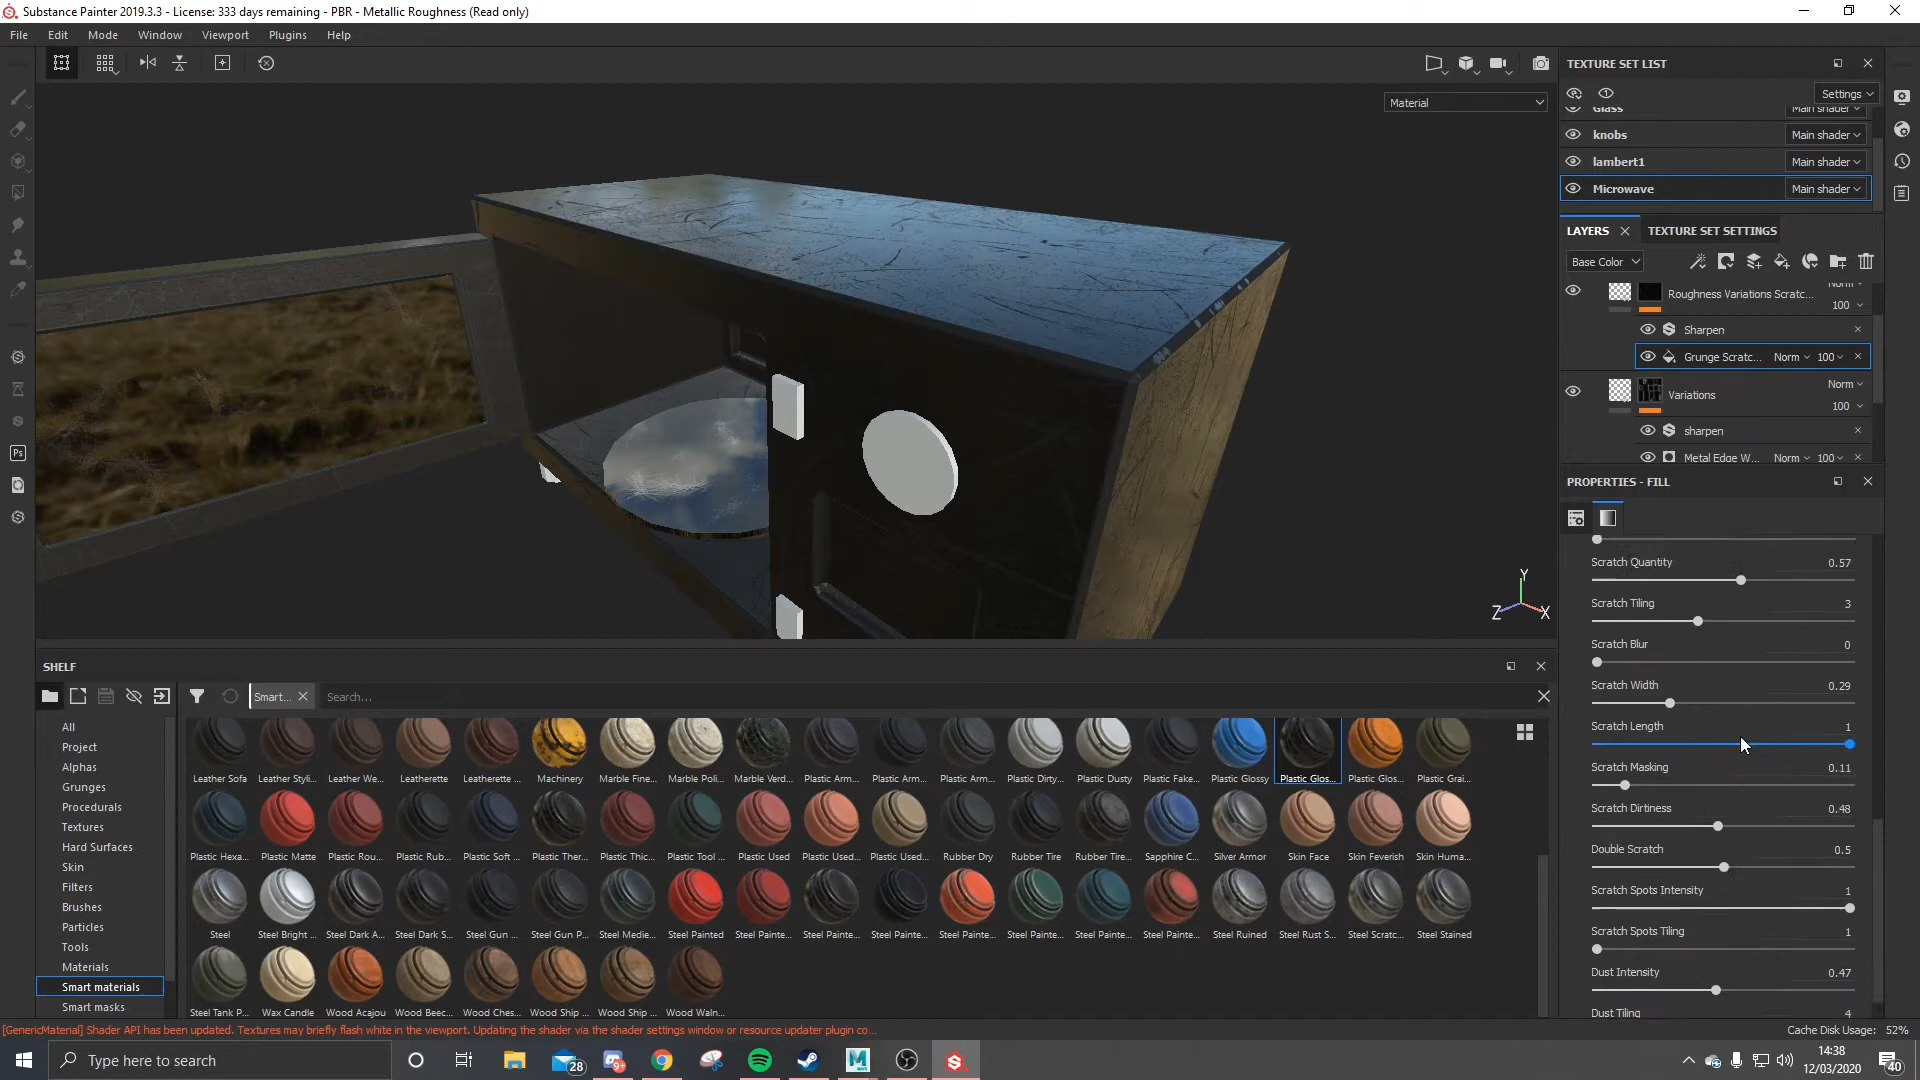 Substance Painter 2019.3.3 - License: 333 days remaining - PBR - Metallic Roughness (Read only)
File Edit Mode Window Viewport Plugins Help
Material
TEXTURE SET LIST
Settings
Glass Main shader
knobs Main shader
lambert1 Main shader
Microwave Main shader
LAYERS TEXTURE SET SETTINGS
Base Color
Norm
Roughness Variations Scratc... 100
Sharpen
Grunge Scratc... Norm 100
Norm
Variations
100
sharpen
Metal Edge W... Norm 100
PROPERTIES - FILL
Scratch Quantity 0.57
Scratch Tiling 3
Scratch Blur 0
Scratch Width 0.29
Scratch Length 1
Scratch Masking 0.11
Scratch Dirtiness 0.48
Double Scratch 0.5
Scratch Spots Intensity 1
Scratch Spots Tiling 1
Dust Intensity 0.47
Dust Tiling 4
Y
Z X
SHELF
Smart... Search...
All
Project
Alphas
Grunges
Procedurals
Textures
Hard Surfaces
Skin
Filters
Brushes
Particles
Tools
Materials
Smart materials
Smart masks
Leather Sofa Leather Styli... Leather We... Leatherette Leatherette ... Machinery Marble Fine... Marble Poli... Marble Verd... Plastic Arm... Plastic Arm... Plastic Arm... Plastic Dirty... Plastic Dusty Plastic Fake... Plastic Glossy Plastic Glos... Plastic Glos... Plastic Grai...
Plastic Hexa... Plastic Matte Plastic Rou... Plastic Rub... Plastic Soft ... Plastic Ther... Plastic Thic... Plastic Tool ... Plastic Used Plastic Used... Plastic Used... Rubber Dry Rubber Tire Rubber Tire... Sapphire C... Silver Armor Skin Face Skin Feverish Skin Huma...
Steel Steel Bright ... Steel Dark A... Steel Dark S... Steel Gun ... Steel Gun P... Steel Medie... Steel Painted Steel Painte... Steel Painte... Steel Painte... Steel Painte... Steel Painte... Steel Painte... Steel Painte... Steel Ruined Steel Rust S... Steel Scratc... Steel Stained
Steel Tank P... Wax Candle Wood Acajou Wood Beec... Wood Ches... Wood Ship ... Wood Ship ... Wood Waln...
[GenericMaterial] Shader API has been updated. Textures may briefly flash white in the viewport. Updating the shader via the shader settings window or resource updater plugin co...
Cache Disk Usage: 52%
Type here to search
28
9+
14:38
12/03/2020
40
Ps